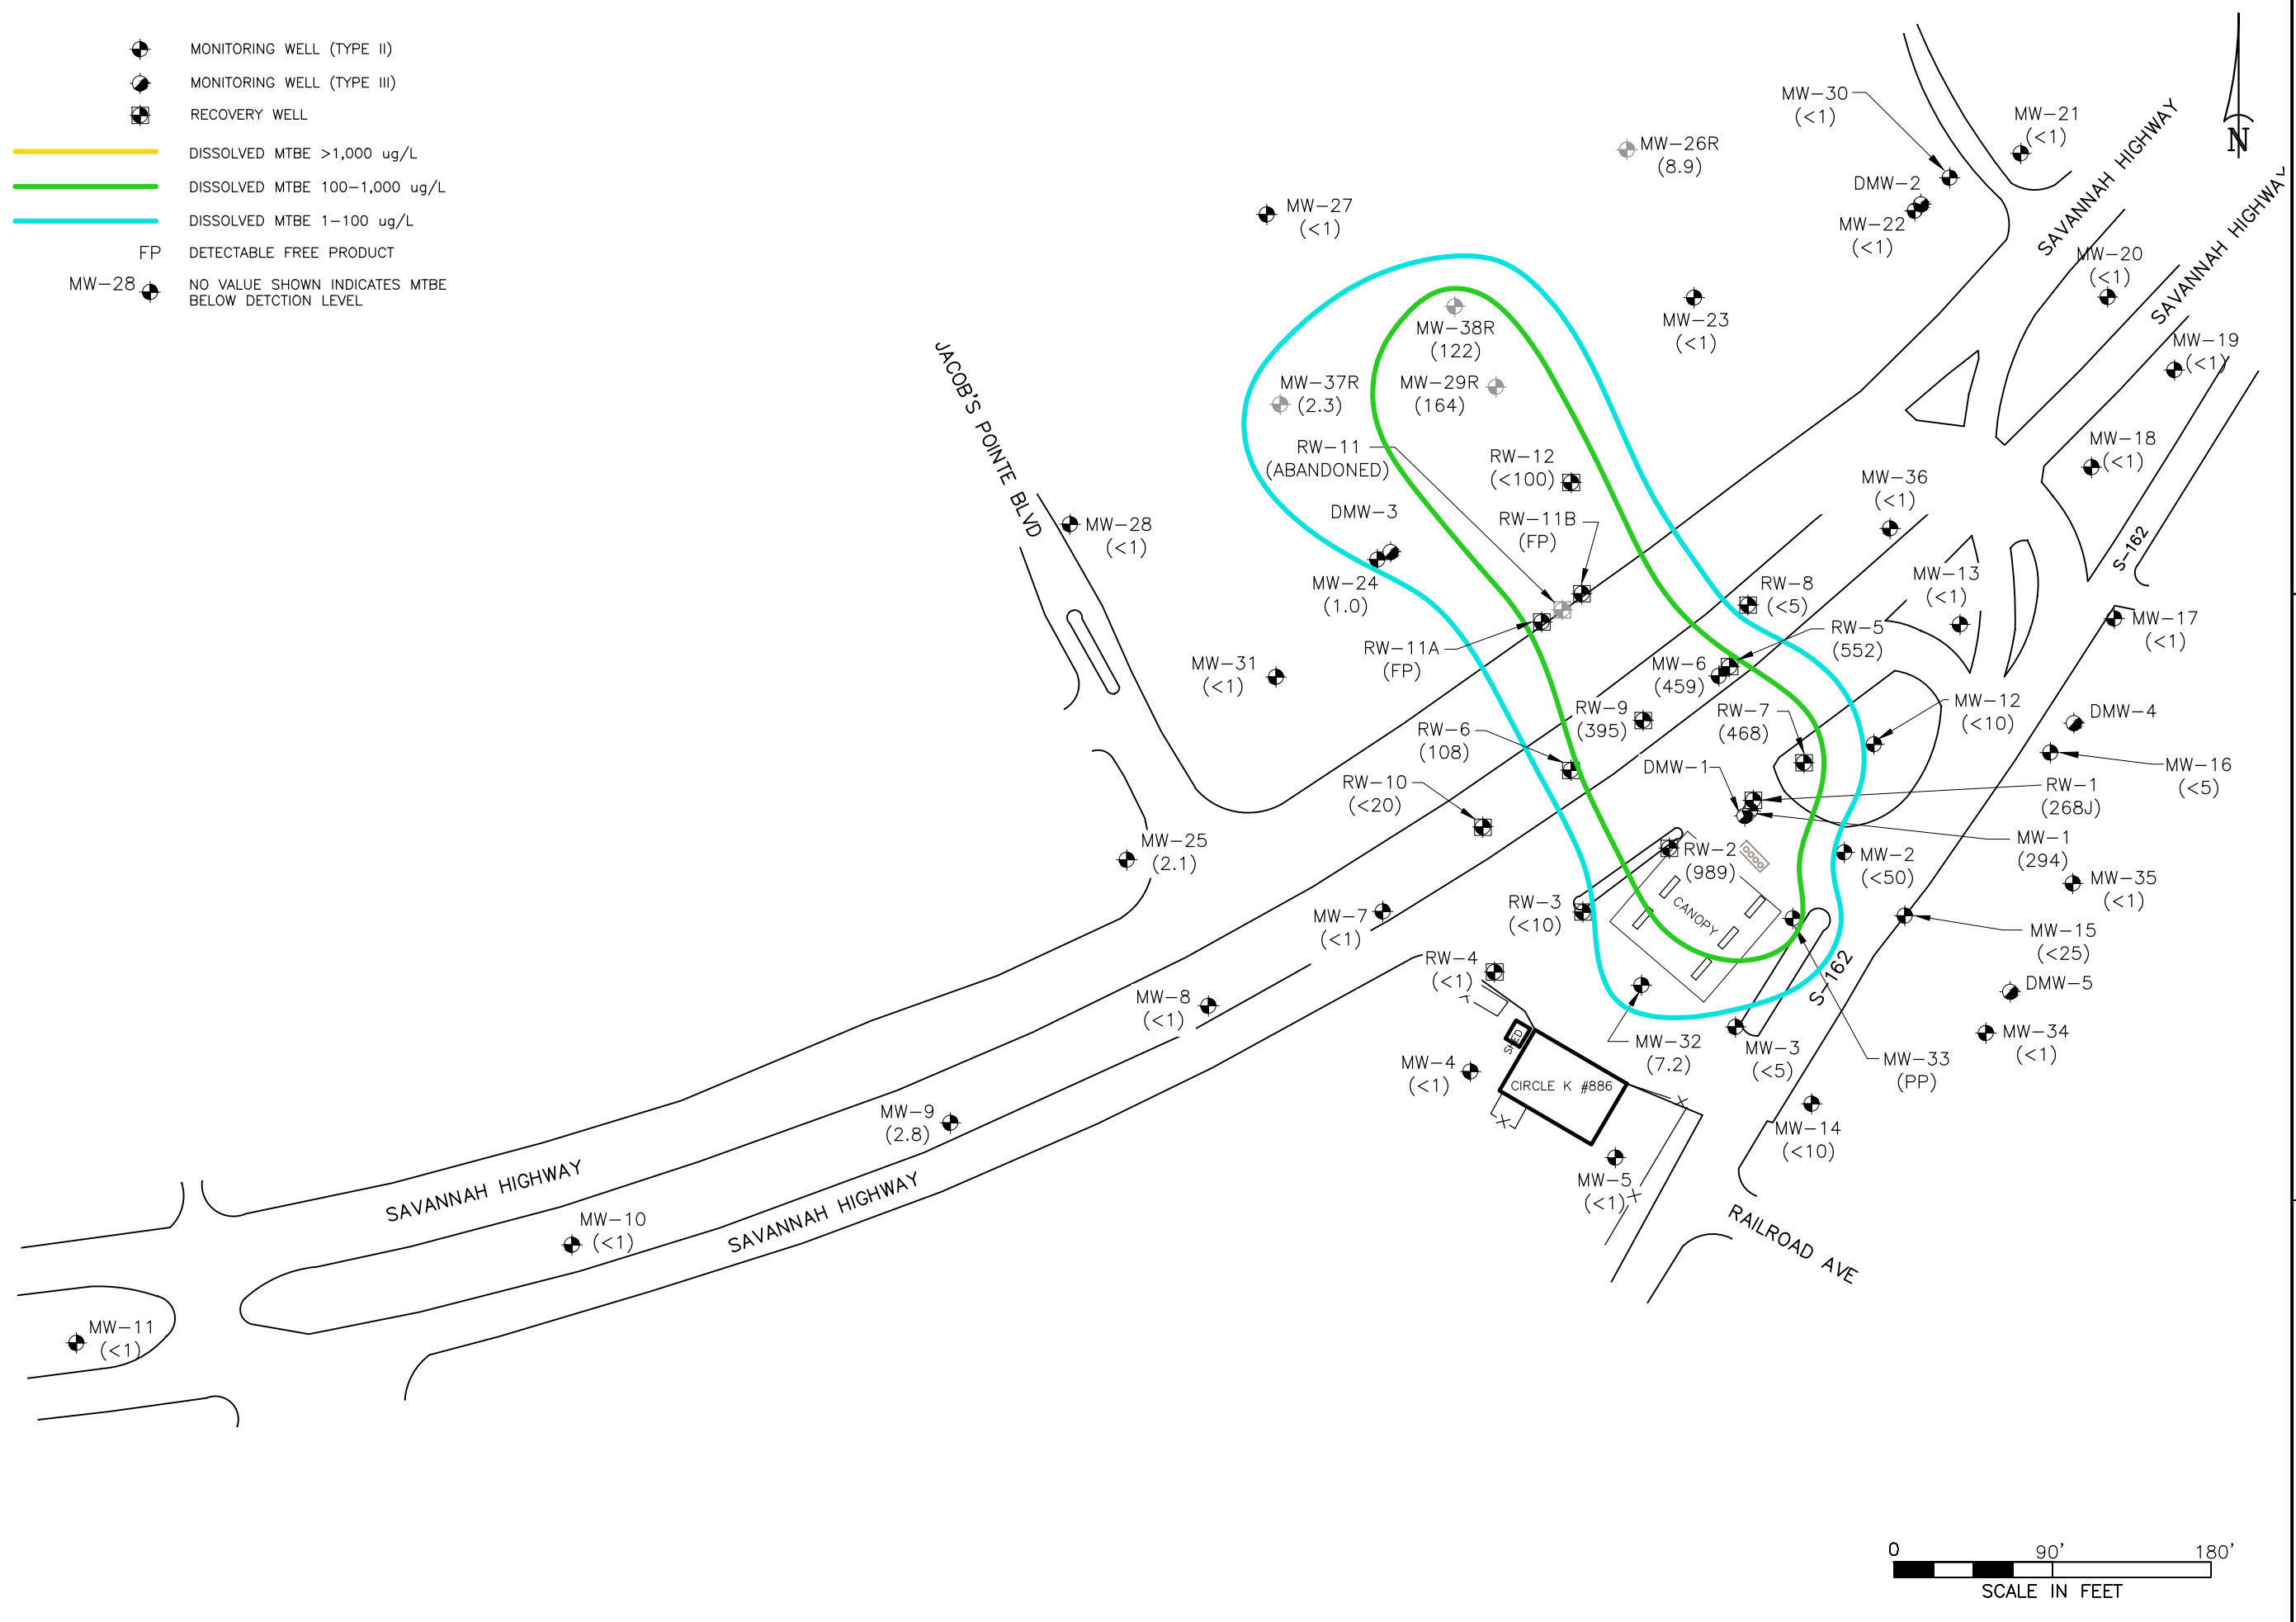 MONITORING WELL (TYPE II)
MONITORING WELL (TYPE III)
RECOVERY WELL
DISSOLVED MTBE >1,000 ug/L
DISSOLVED MTBE 100-1,000 ug/L
DISSOLVED MTBE 1-100 ug/L
FP DETECTABLE FREE PRODUCT
MW-28 NO VALUE SHOWN INDICATES MTBE
BELOW DETCTION LEVEL
N
MW-30
(<1)
MW-21
(<1)
SAVANNAH HIGHWAY
SAVANNAH HIGHWAY
MW-26R
(8.9)
DMW-2
MW-22
(<1)
MW-27
(<1)
MW-20
(<1)
MW-23
(<1)
MW-19
(<1)
MW-38R
(122)
MW-37R
(2.3)
MW-29R
(164)
JACOB'S POINTE BLVD
RW-11
(ABANDONED)
RW-12
(<100)
MW-18
(<1)
MW-36
(<1)
DMW-3
RW-11B
(FP)
MW-28
(<1)
S-162
MW-24
(1.0)
RW-8
(<5)
MW-13
(<1)
MW-17
(<1)
RW-5
(552)
RW-11A
(FP)
MW-31
(<1)
MW-6
(459)
RW-9
(395)
RW-7
(468)
MW-12
(<10)
DMW-4
RW-6
(108)
DMW-1
MW-16
(<5)
RW-10
(<20)
RW-1
(268J)
MW-1
(294)
MW-25
(2.1)
RW-2
(989)
MW-2
(<50)
MW-35
(<1)
RW-3
(<10)
CANOPY
MW-7
(<1)
MW-15
(<25)
RW-4
(<1)
X
S-162
DMW-5
MW-8
(<1)
SHED
MW-32
(7.2)
MW-3
(<5)
MW-33
(PP)
MW-34
(<1)
MW-4
(<1)
CIRCLE K #886
X
X
MW-9
(2.8)
MW-14
(<10)
MW-5
(<1)
X
SAVANNAH HIGHWAY
SAVANNAH HIGHWAY
RAILROAD AVE
MW-10
(<1)
MW-11
(<1)
0 90' 180'
SCALE IN FEET